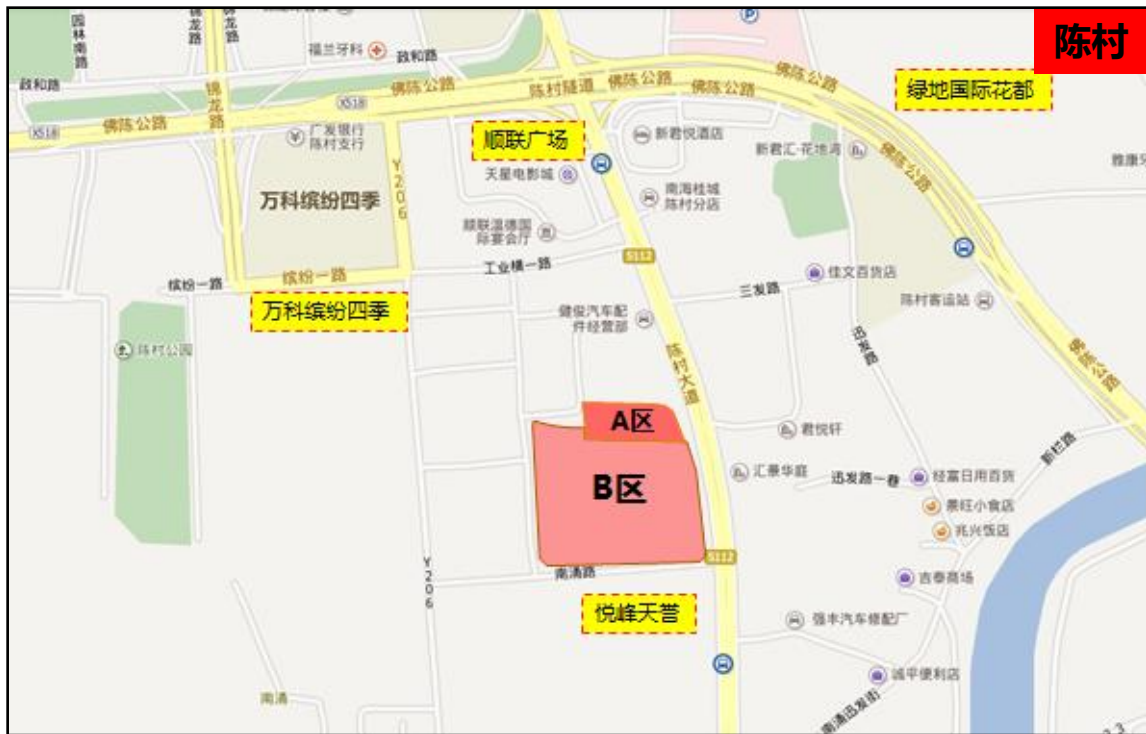 陈村
园林南路
锦龙路
锦龙路
福兰牙科
政和路
政和路
佛陈公路
陈村隧道
佛陈公路
佛陈公路
佛陈公路
绿地国际花都
X518
X518
佛陈公路
锦龙路
广发银行
陈村支行
Y206
顺联广场
新君悦酒店
新君汇·花地湾
佛陈公路
天星电影城
南海桂城
陈村分店
万科缤纷四季
顺联温德国
际宴会厅
S112
工业横一路
缤纷一路
缤纷一路
佳文百货店
三发路
陈村客运站
万科缤纷四季
健俊汽车配
件经营部
陈村公园
陈村大道
迅发路
佛陈公路
A区
君悦轩
新栏路
B区
汇景华庭
迅发路一巷
经富日用百货
景旺小食店
兆兴饭店
S112
Y206
南涌路
吉泰商场
悦峰天誉
强丰汽车修配厂
诚平便利店
南涌
南涌迅发街